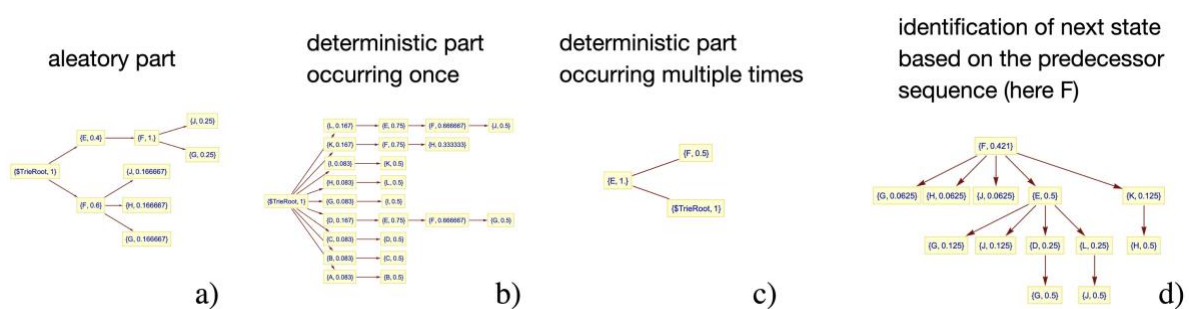 aleatory part
{$TrieRoot, 1}
{E, 0.4}
{F, 1.}
{J, 0.25}
{G, 0.25}
{F, 0.6}
{J, 0.166667}
{H, 0.166667}
{G, 0.166667}
a)
deterministic part
occurring once
{$TrieRoot, 1}
{L, 0.167} {E, 0.75} {F, 0.666667} {J, 0.5}
{K, 0.167} {F, 0.75} {H, 0.333333}
{I, 0.083} {K, 0.5}
{H, 0.083} {L, 0.5}
{G, 0.083} {I, 0.5}
{D, 0.167} {E, 0.75} {F, 0.666667} {G, 0.5}
{C, 0.083} {D, 0.5}
{B, 0.083} {C, 0.5}
{A, 0.083} {B, 0.5}
b)
deterministic part
occurring multiple times
{E, 1.}
{F, 0.5}
{$TrieRoot, 1}
c)
identification of next state
based on the predecessor
sequence (here F)
{F, 0.421}
{G, 0.0625} {H, 0.0625} {J, 0.0625} {E, 0.5} {K, 0.125}
{G, 0.125} {J, 0.125} {D, 0.25} {L, 0.25} {H, 0.5}
{G, 0.5} {J, 0.5}
d)